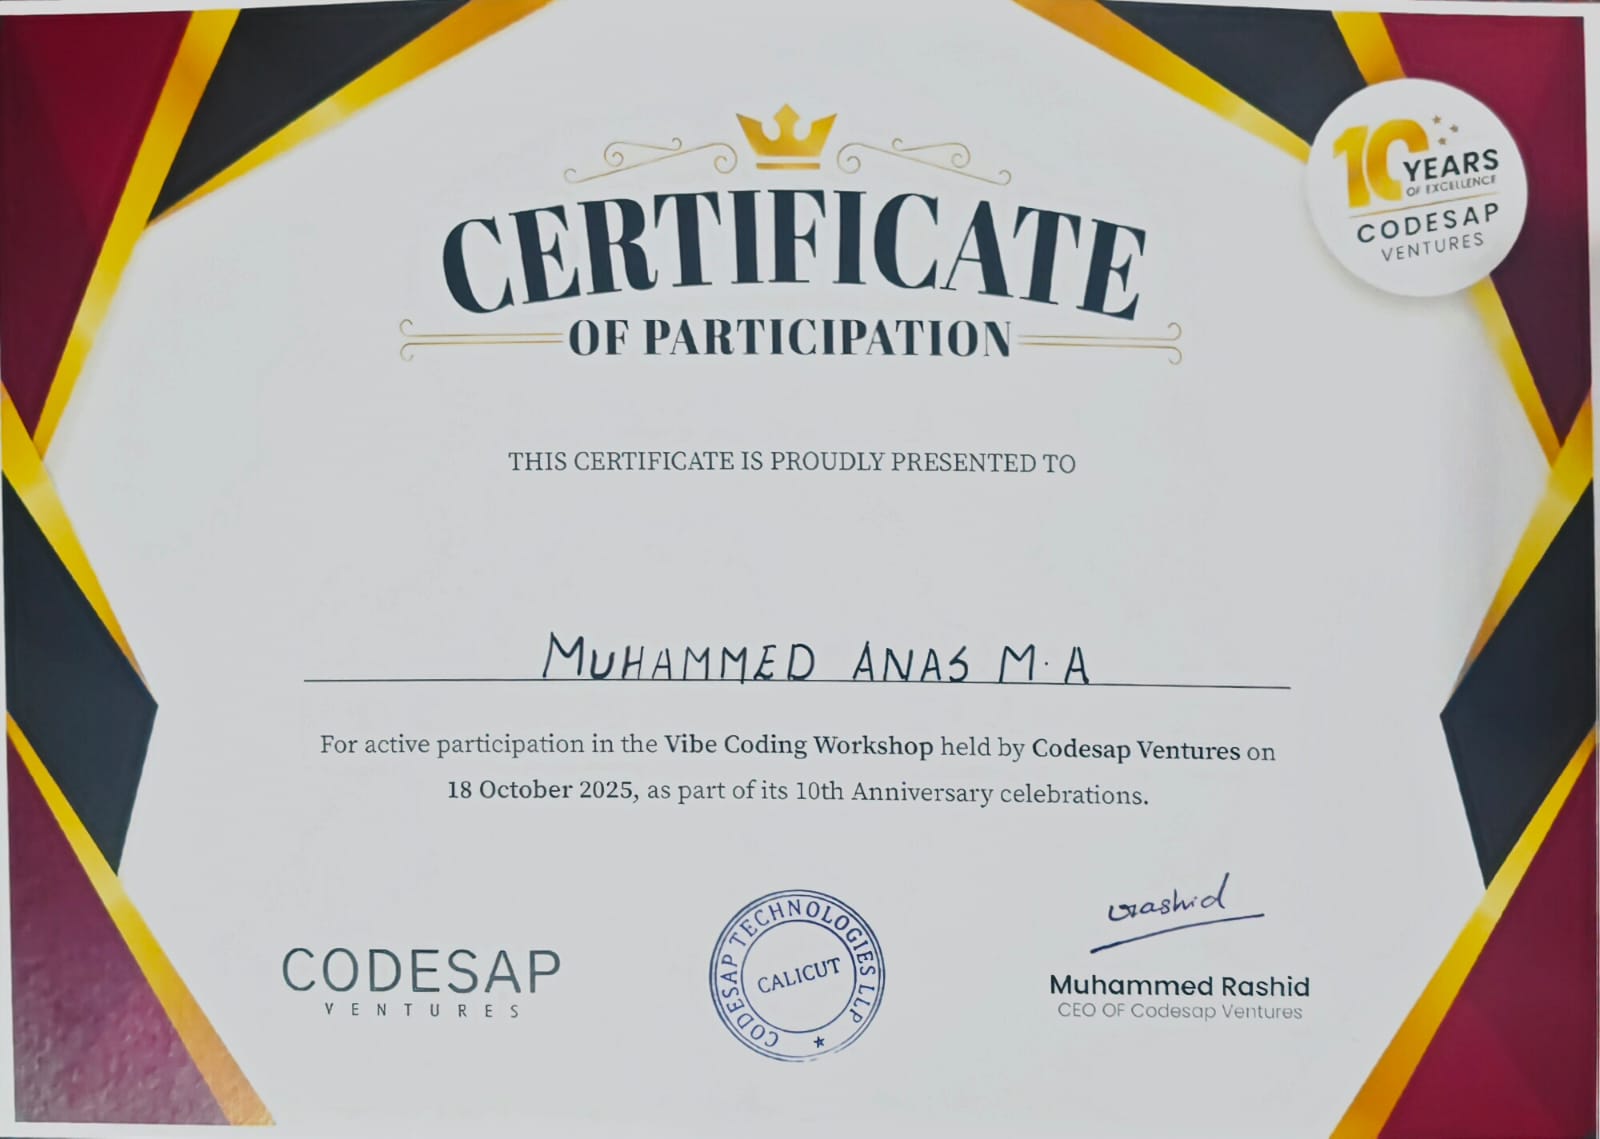 10 YEARS
OF EXCELLENCE
CODESAP
VENTURES
CERTIFICATE
OF PARTICIPATION
THIS CERTIFICATE IS PROUDLY PRESENTED TO
MUHAMMED ANAS M.A
For active participation in the Vibe Coding Workshop held by Codesap Ventures on
18 October 2025, as part of its 10th Anniversary celebrations.
CODESAP
VENTURES
CODESAP TECHNOLOGIES LLP
CALICUT
rashid
Muhammed Rashid
CEO OF Codesap Ventures